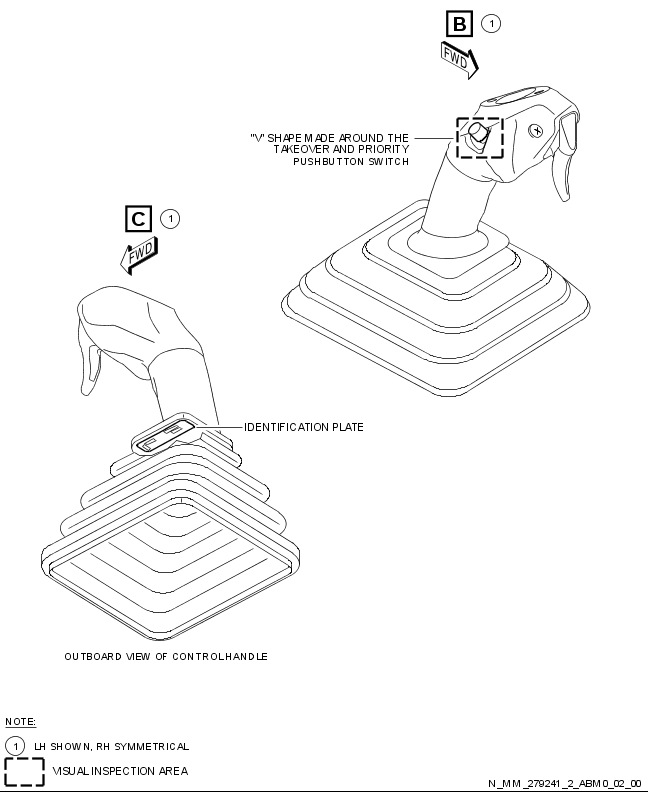 B 1
FWD
"V" SHAPE MADE AROUND THE
TAKEOVER AND PRIORITY
PUSHBUTTON SWITCH
C 1
FWD
IDENTIFICATION PLATE
OUTBOARD VIEW OF CONTROL HANDLE
NOTE:
1 LH SHOWN, RH SYMMETRICAL
VISUAL INSPECTION AREA
N_MM_279241_2_ABM0_02_00